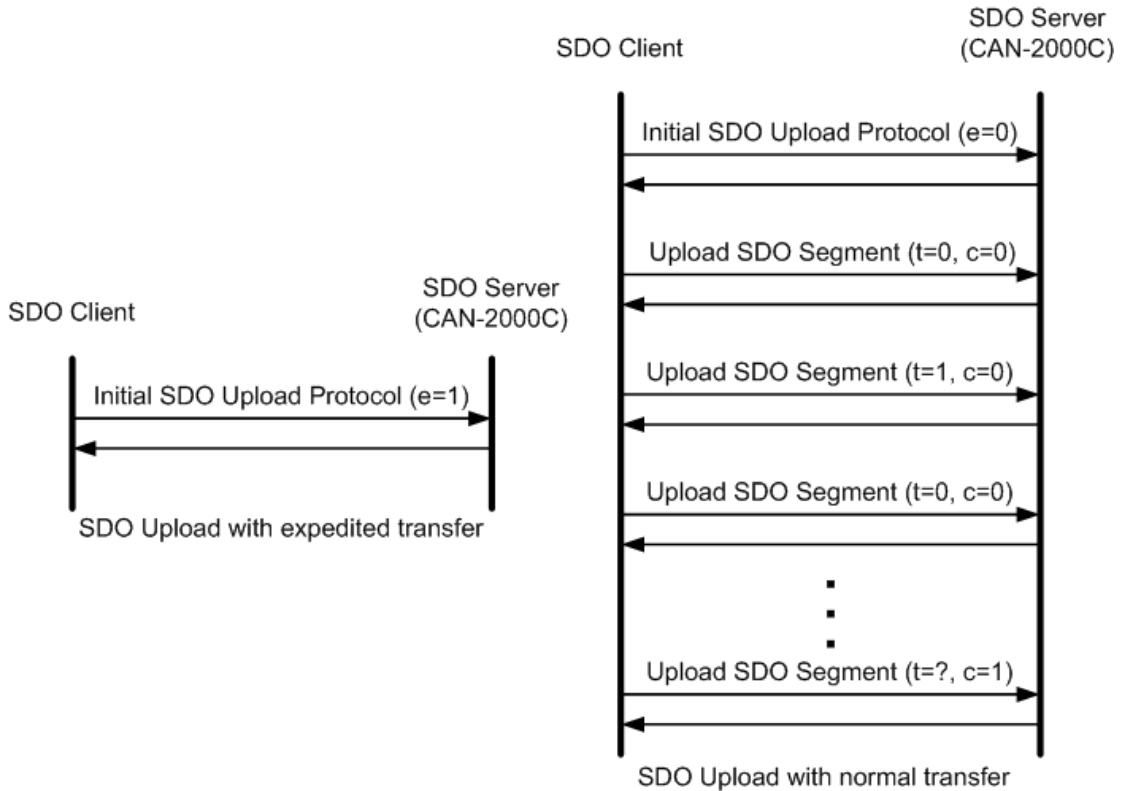 SDO Client
SDO Server
(CAN-2000C)
Initial SDO Upload Protocol (e=1)
SDO Upload with expedited transfer
SDO Client
SDO Server
(CAN-2000C)
Initial SDO Upload Protocol (e=0)
Upload SDO Segment (t=0, c=0)
Upload SDO Segment (t=1, c=0)
Upload SDO Segment (t=0, c=0)
Upload SDO Segment (t=?, c=1)
SDO Upload with normal transfer